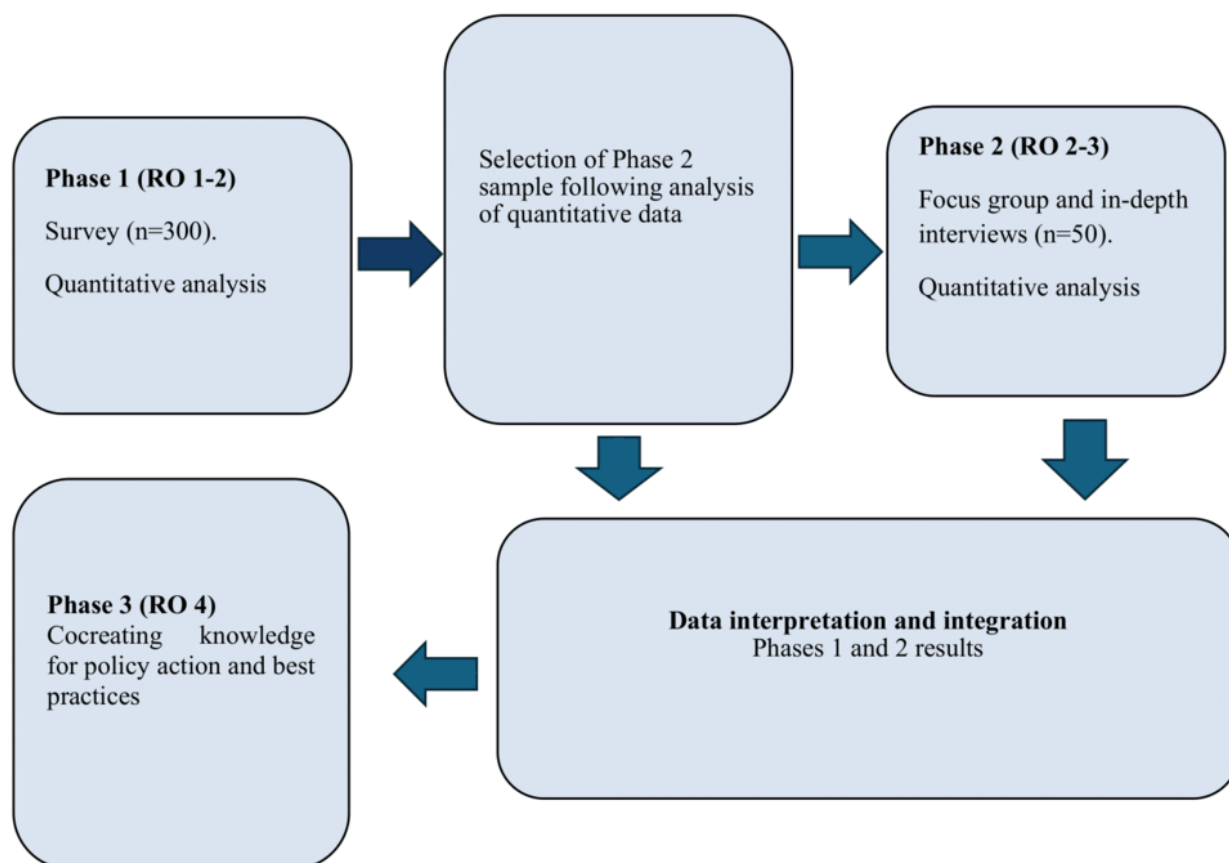 Phase 1 (RO 1-2)
Survey (n=300).
Quantitative analysis
Selection of Phase 2
sample following analysis
of quantitative data
Phase 2 (RO 2-3)
Focus group and in-depth
interviews (n=50).
Quantitative analysis
Phase 3 (RO 4)
Cocreating knowledge
for policy action and best
practices
Data interpretation and integration
Phases 1 and 2 results